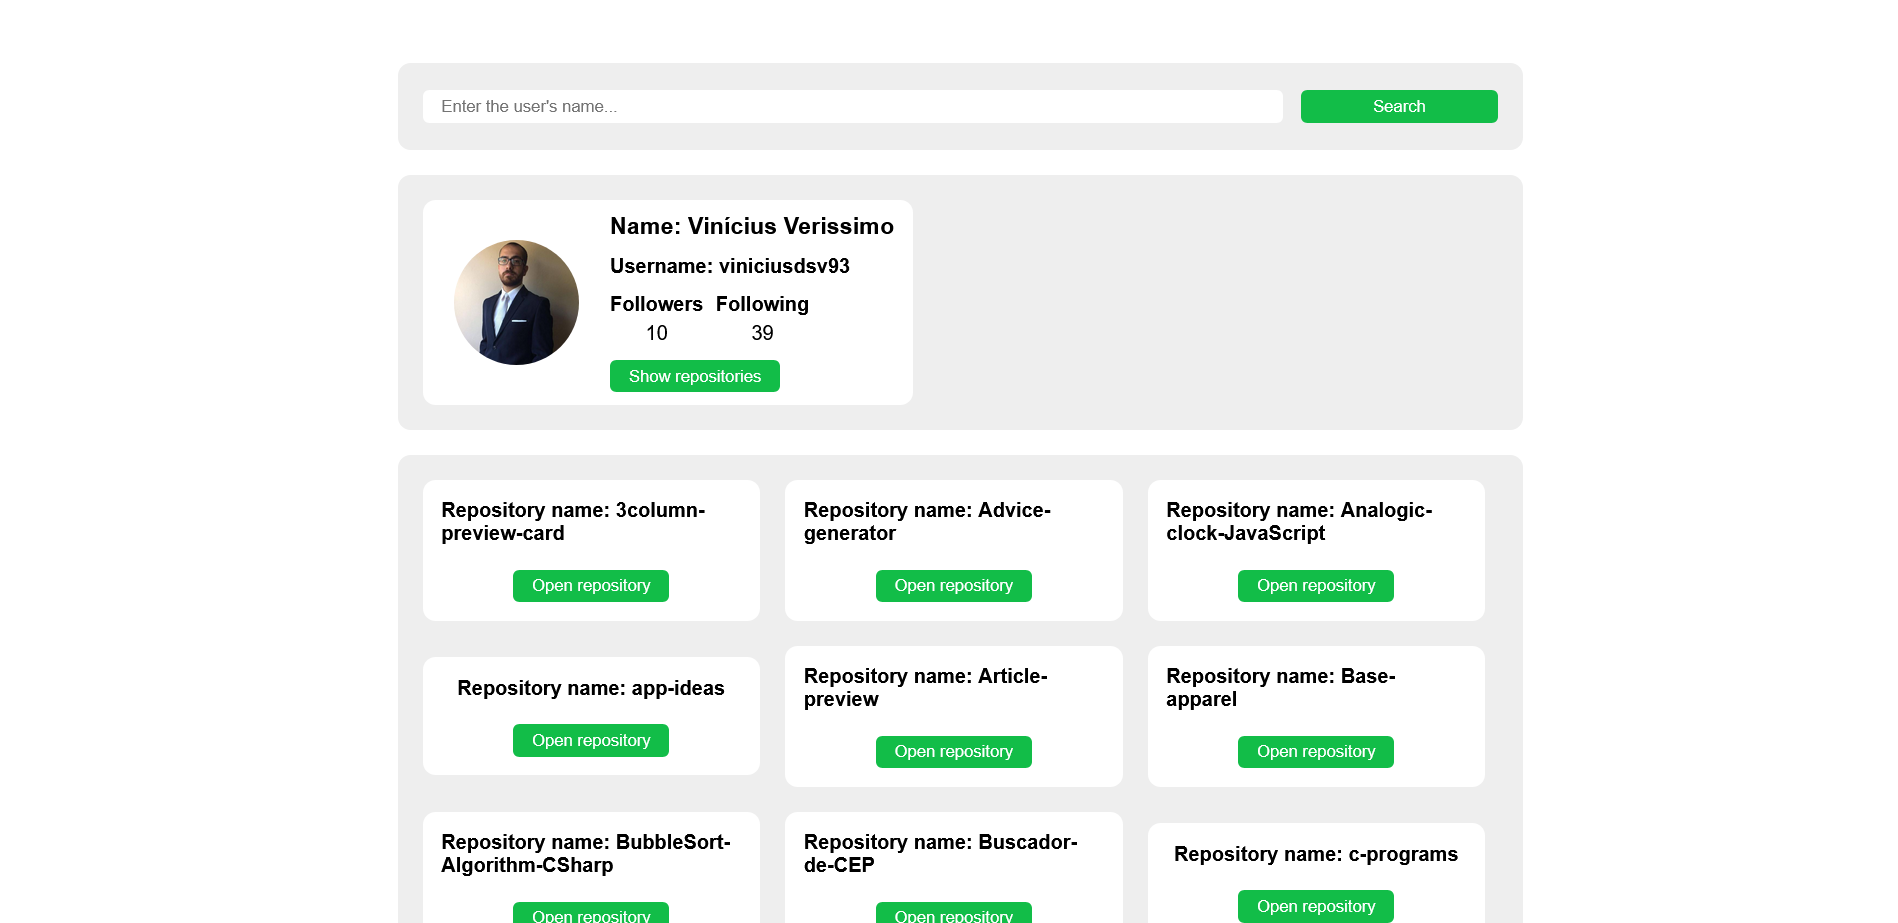 Enter the user's name...
Search
Name: Vinícius Verissimo
Username: viniciusdsv93
Followers Following
10 39
Show repositories
Repository name: 3column-
preview-card
Open repository
Repository name: Advice-
generator
Open repository
Repository name: Analogic-
clock-JavaScript
Open repository
Repository name: app-ideas
Open repository
Repository name: Article-
preview
Open repository
Repository name: Base-
apparel
Open repository
Repository name: BubbleSort-
Algorithm-CSharp
Open repository
Repository name: Buscador-
de-CEP
Open repository
Repository name: c-programs
Open repository